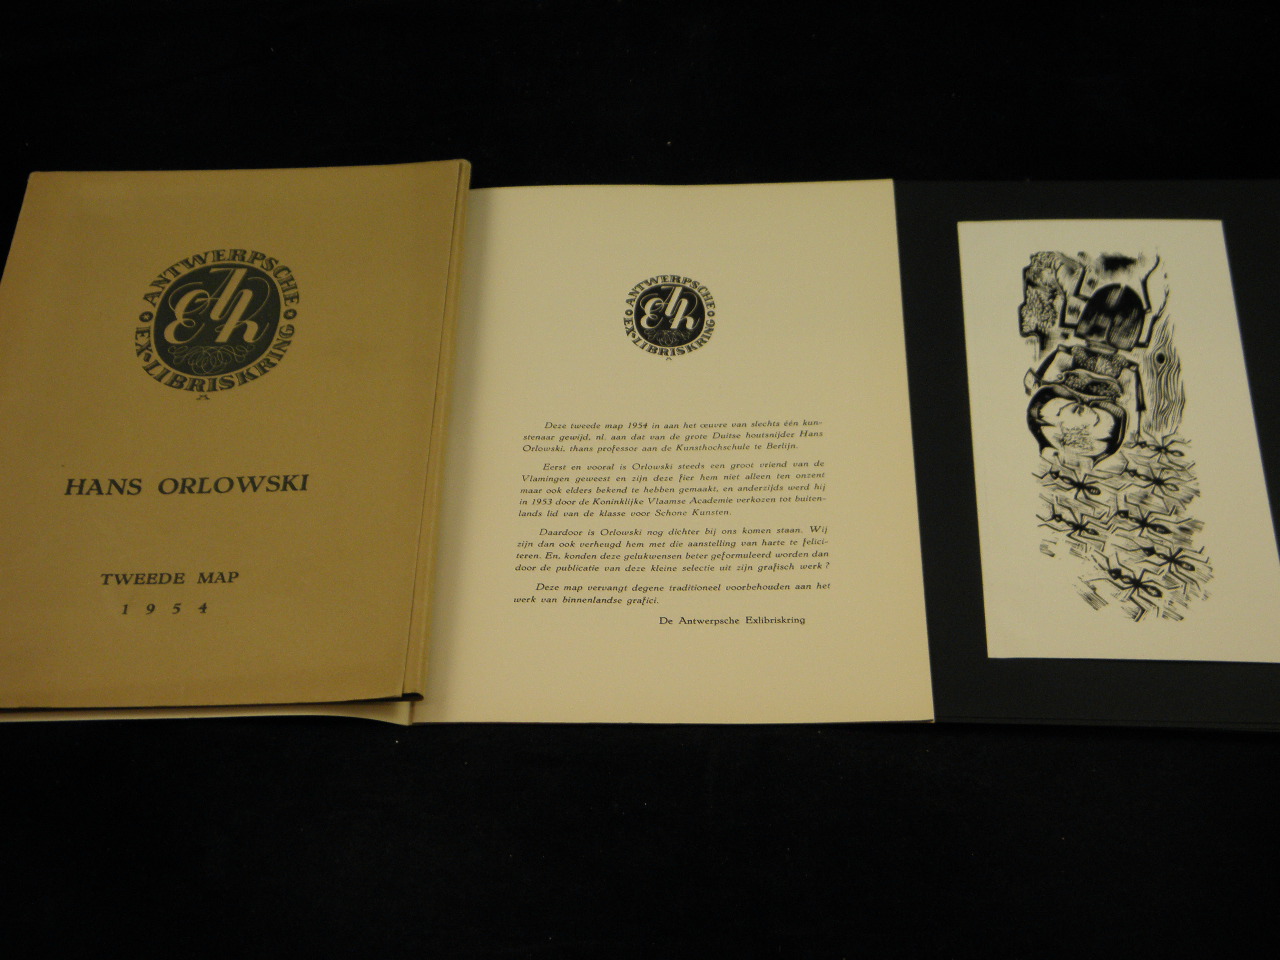 ANTWERPSCHE
EX-LIBRISKRING
HANS ORLOWSKI
TWEEDE MAP
1954
ANTWERPSCHE
EX-LIBRISKRING
Deze tweede map 1954 in aan het œuvre van slechts één kun-
stenaar gewijd, nl. aan dat van de grote Duitse houtsnijder Hans
Orlowski, thans professor aan de Kunsthochschule te Berlijn.
Eerst en vooral is Orlowski steeds een groot vriend van de
Vlamingen geweest en zijn deze fier hem niet alleen ten onzent
maar ook elders bekend te hebben gemaakt, en anderzijds werd hij
in 1953 door de Koninklijke Vlaamse Academie verkozen tot buiten-
lands lid van de klasse voor Schone Kunsten.
Daardoor is Orlowski nog dichter bij ons komen staan. Wij
zijn dan ook verheugd hem met die aanstelling van harte te felici-
teren. En, konden deze gelukwensen beter geformuleerd worden dan
door de publicatie van deze kleine selectie uit zijn grafisch werk?
Deze map vervangt degene traditioneel voorbehouden aan het
werk van binnenlandse grafici.
De Antwerpsche Exlibriskring